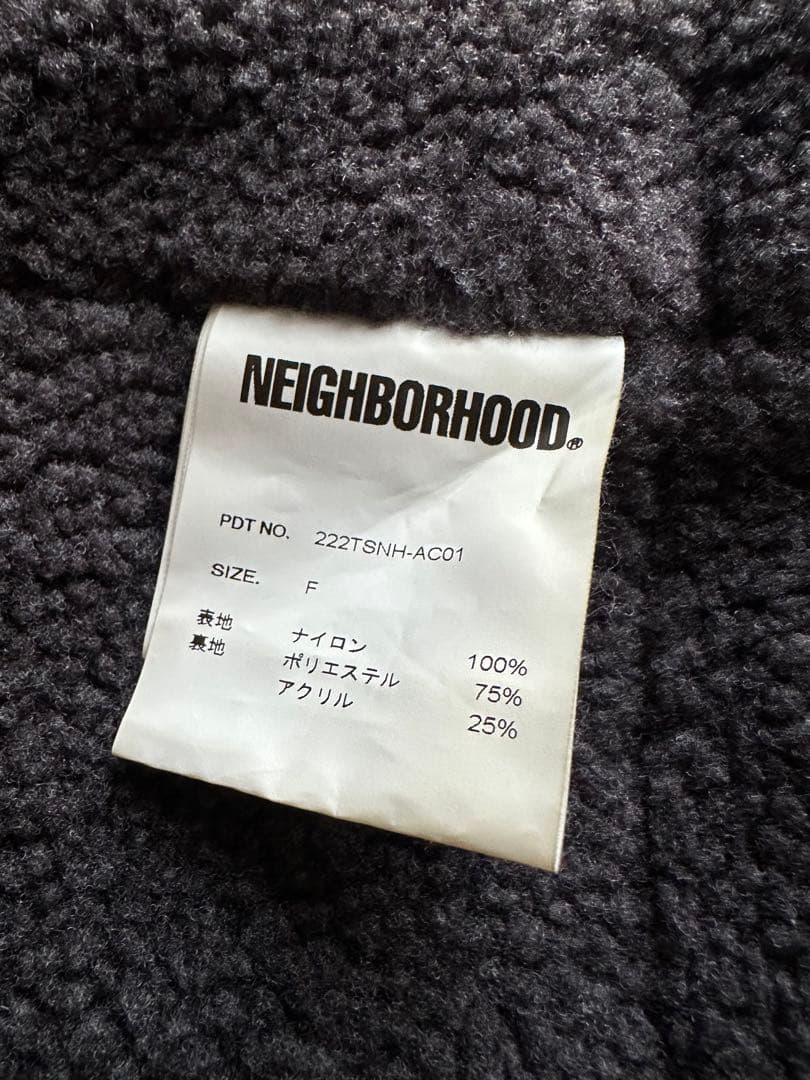 NEIGHBORHOOD®
PDT NO. 222TSNH-AC01
SIZE. F
表地 ナイロン 100%
裏地 ポリエステル 75%
アクリル 25%